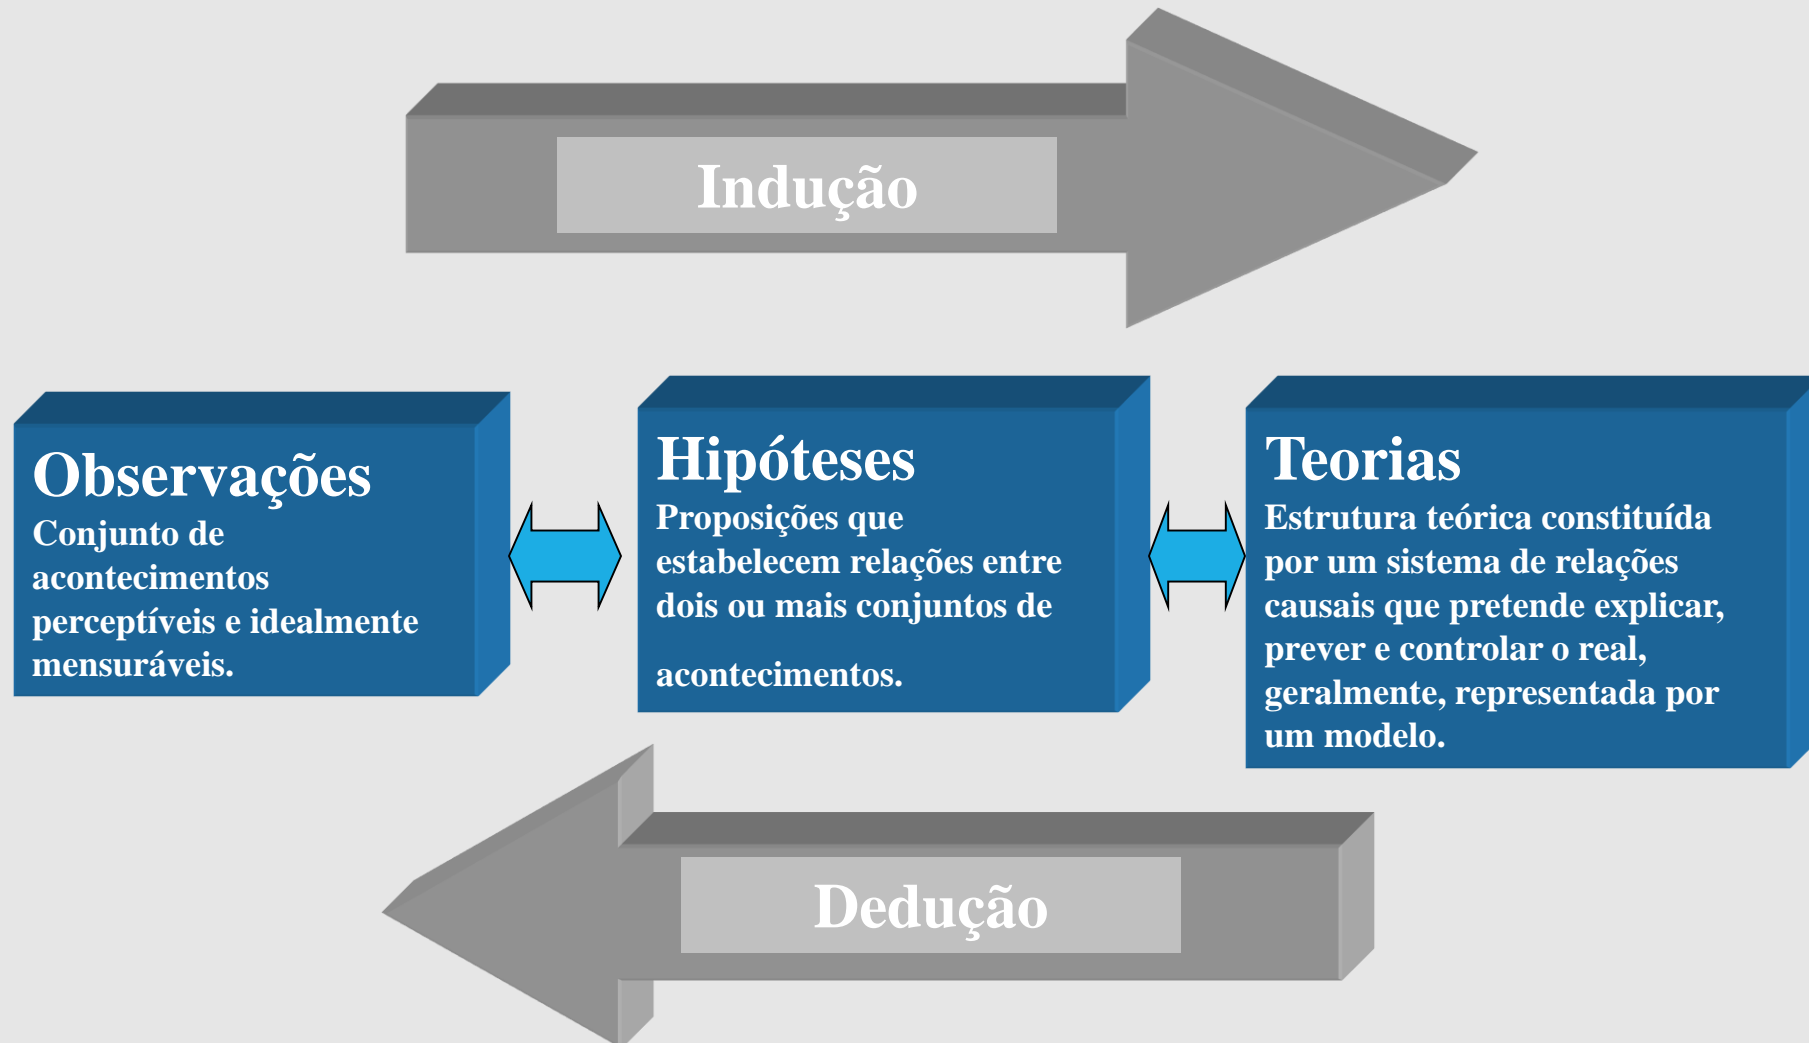 Indução
Observações
Conjunto de
acontecimentos
perceptíveis e idealmente
mensuráveis.
Hipóteses
Proposições que
estabelecem relações entre
dois ou mais conjuntos de
acontecimentos.
Teorias
Estrutura teórica constituída
por um sistema de relações
causais que pretende explicar,
prever e controlar o real,
geralmente, representada por
um modelo.
Dedução